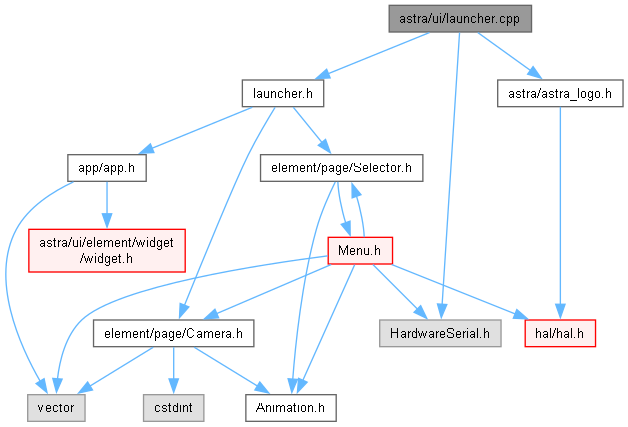 astra/ui/launcher.cpp
launcher.h
astra/astra_logo.h
app/app.h
element/page/Selector.h
astra/ui/element/widget
/widget.h
Menu.h
element/page/Camera.h
HardwareSerial.h
hal/hal.h
vector
cstdint
Animation.h